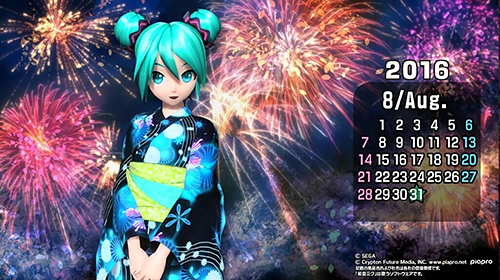 2016
8/Aug.
1 2 3 4 5 6
7 8 9 10 11 12 13
14 15 16 17 18 19 20
21 22 23 24 25 26 27
28 29 30 31
© SEGA
© Crypton Future Media, INC. www.piapro.net piapro